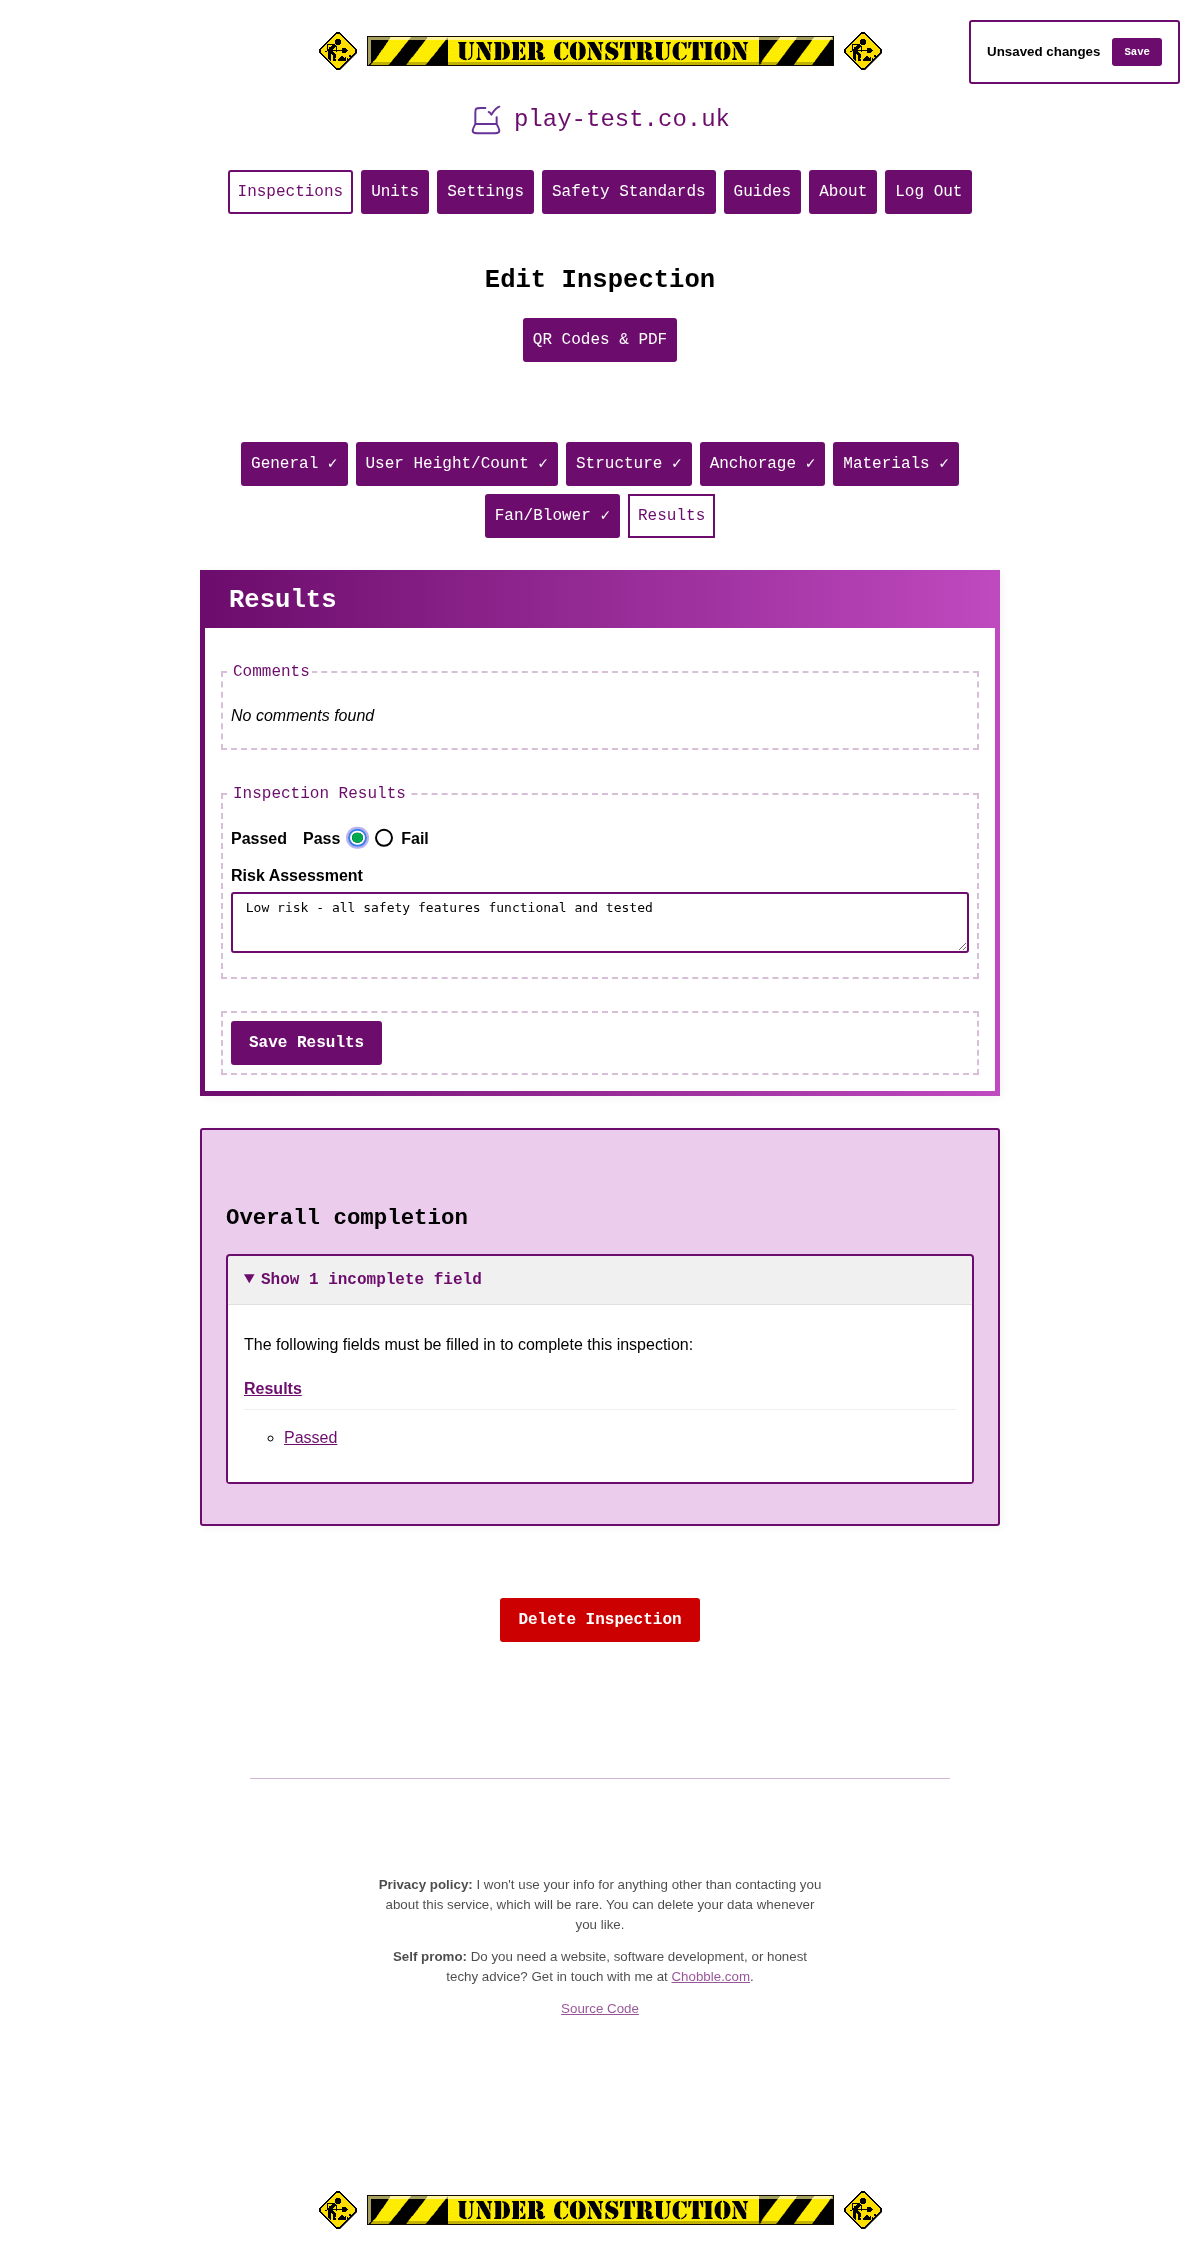 UNDER CONSTRUCTION
Unsaved changes Save
play-test.co.uk
Inspections Units Settings Safety Standards Guides About Log Out
Edit Inspection
QR Codes & PDF
General ✓ User Height/Count ✓ Structure ✓ Anchorage ✓ Materials ✓
Fan/Blower ✓ Results
Results
Comments
No comments found
Inspection Results
Passed Pass Fail
Risk Assessment
Low risk - all safety features functional and tested
Save Results
Overall completion
▼ Show 1 incomplete field
The following fields must be filled in to complete this inspection:
Results
Passed
Delete Inspection
Privacy policy: I won't use your info for anything other than contacting you
about this service, which will be rare. You can delete your data whenever
you like.
Self promo: Do you need a website, software development, or honest
techy advice? Get in touch with me at Chobble.com.
Source Code
UNDER CONSTRUCTION